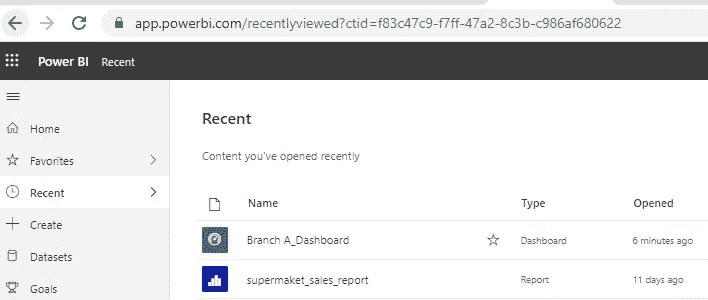 app.powerbi.com/recentlyviewed?ctid=f83c47c9-f7ff-47a2-8c3b-c986af680622
Power BI Recent
Home
Favorites
Recent
Create
Datasets
Goals
Recent
Content you've opened recently
Name Type Opened
Branch A_Dashboard Dashboard 6 minutes ago
supermaket_sales_report Report 11 days ago